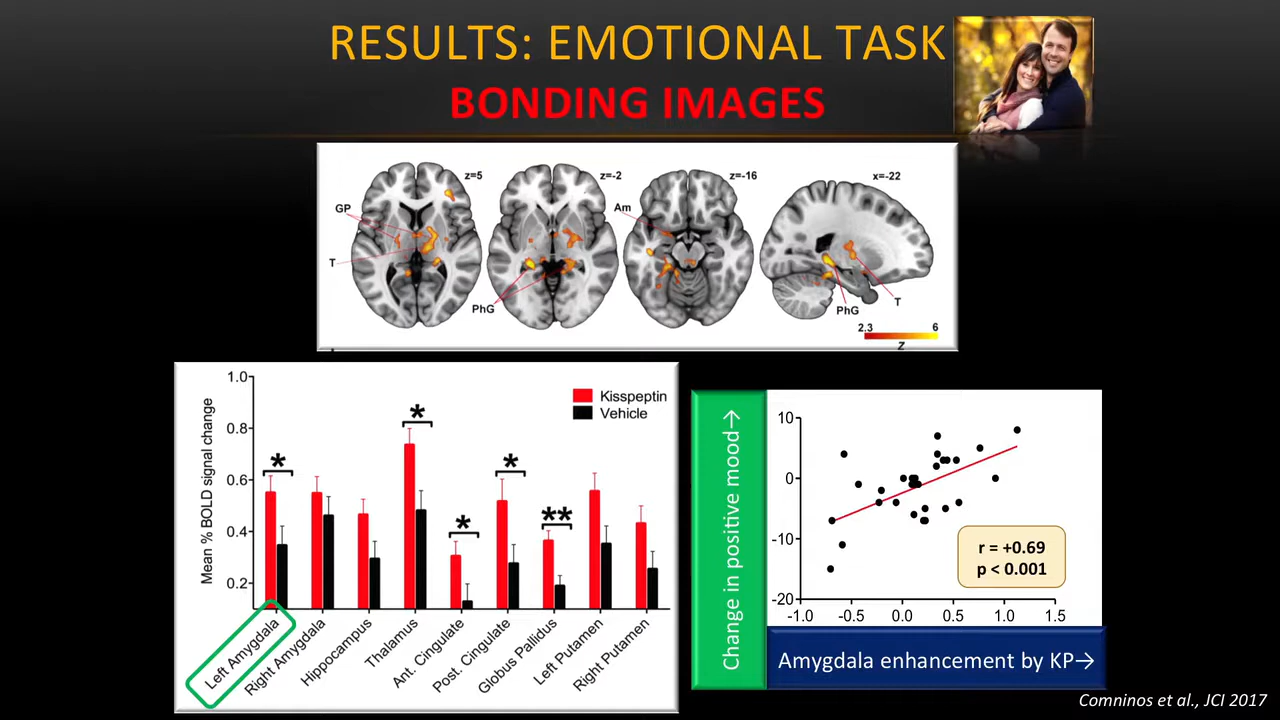 RESULTS: EMOTIONAL TASK
BONDING IMAGES
z=5
z=-2
z=-16
x=-22
GP
Am
T
PhG
PhG
T
2.3
6
Z
1.0
0.8
0.6
0.4
0.2
Mean % BOLD signal change
Kisspeptin
Vehicle
*
*
*
*
**
Left Amygdala
Right Amygdala
Hippocampus
Thalamus
Ant. Cingulate
Post. Cingulate
Globus Pallidus
Left Putamen
Right Putamen
Change in positive mood→
10
0
-10
-20
-1.0 -0.5 0.0 0.5 1.0 1.5
r = +0.69
p < 0.001
Amygdala enhancement by KP→
Comninos et al., JCI 2017